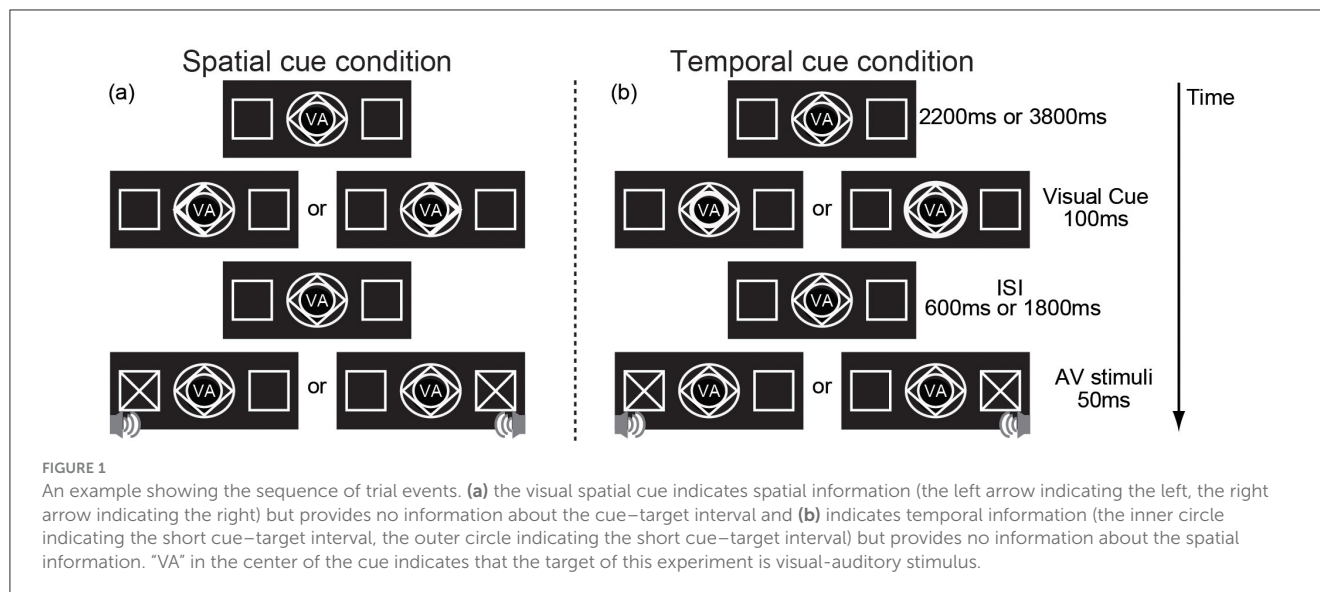 Spatial cue condition
Temporal cue condition
(a)
(b)
Time
VA
VA
2200ms or 3800ms
VA
or
VA
VA
or
VA
Visual Cue
100ms
VA
VA
ISI
600ms or 1800ms
VA
or
VA
VA
or
VA
AV stimuli
50ms
FIGURE 1
An example showing the sequence of trial events. (a) the visual spatial cue indicates spatial information (the left arrow indicating the left, the right
arrow indicating the right) but provides no information about the cue–target interval and (b) indicates temporal information (the inner circle
indicating the short cue–target interval, the outer circle indicating the short cue–target interval) but provides no information about the spatial
information. “VA” in the center of the cue indicates that the target of this experiment is visual-auditory stimulus.